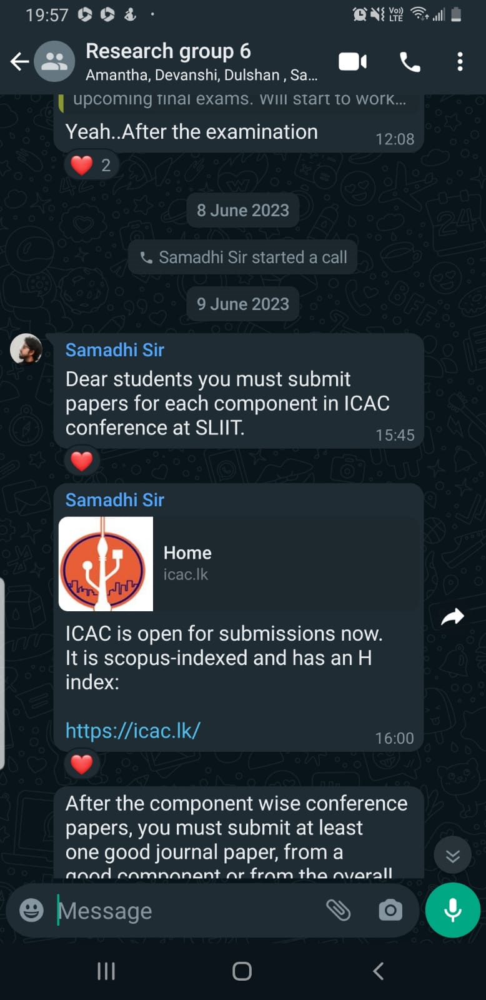 19:57
Vo))
LTE
Research group 6
Amantha, Devanshi, Dulshan , Sa...
upcoming final exams. Will start to work...
Yeah..After the examination
12:08
2
8 June 2023
Samadhi Sir started a call
9 June 2023
Samadhi Sir
Dear students you must submit
papers for each component in ICAC
conference at SLIIT.
15:45
Samadhi Sir
Home
icac.lk
ICAC is open for submissions now.
It is scopus-indexed and has an H
index:
https://icac.lk/
16:00
After the component wise conference
papers, you must submit at least
one good journal paper, from a
good component or from the overall
Message